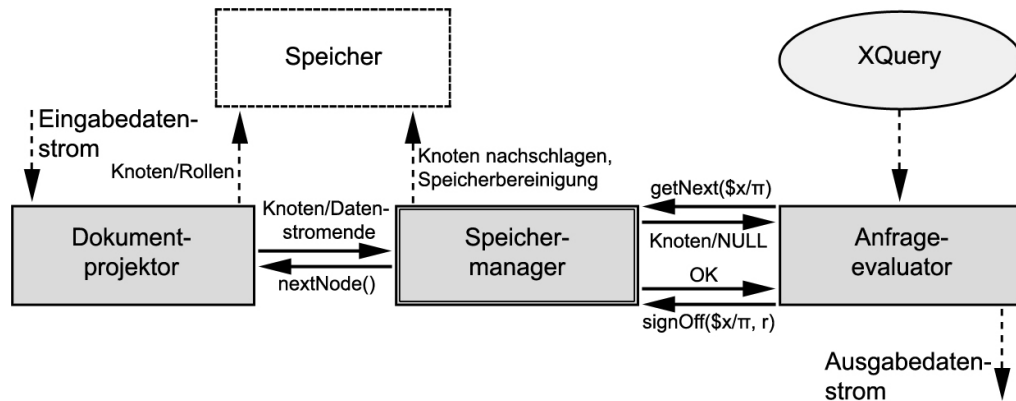 Speicher
XQuery
Eingabedaten-
strom
Knoten/Rollen
Knoten nachschlagen,
Speicherbereinigung
getNext($x/π)
Knoten/Daten-
stromende
Knoten/NULL
Dokument-
projektor
Speicher-
manager
Anfrage-
evaluator
nextNode()
OK
signOff($x/π, r)
Ausgabedaten-
strom